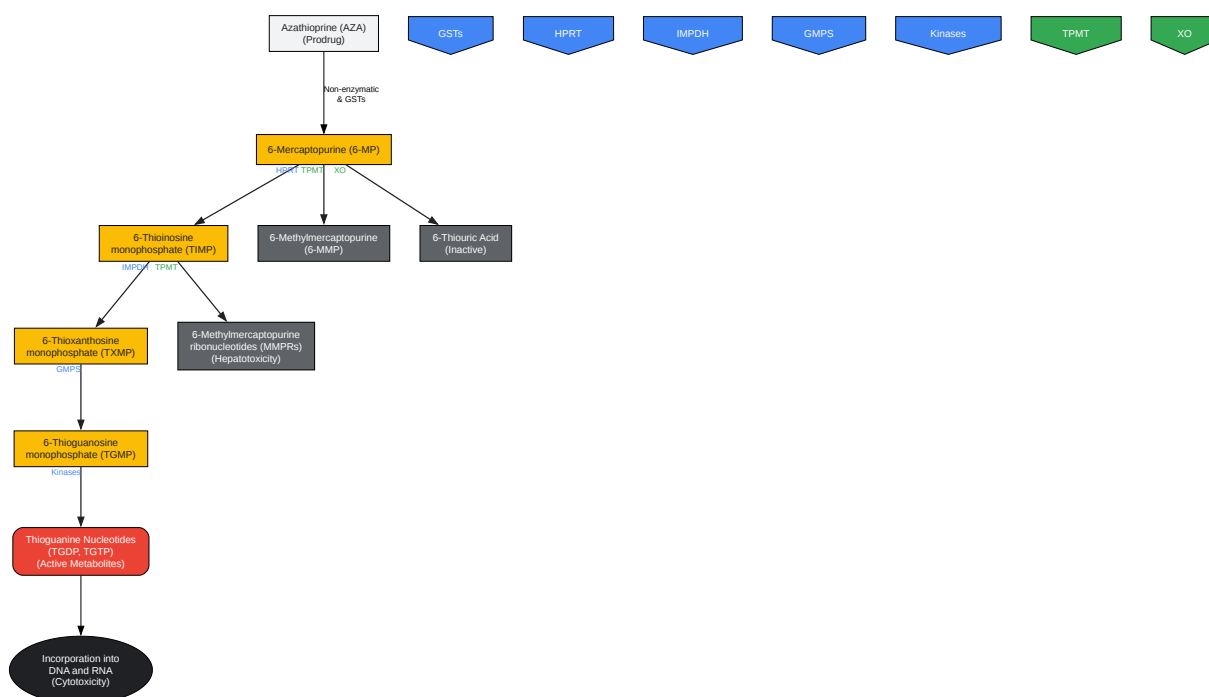 Azathioprine (AZA)
(Prodrug)
GSTs
HPRT
IMPDH
GMPS
Kinases
TPMT
XO
Non-enzymatic
& GSTs
6-Mercaptopurine (6-MP)
HPRT
TPMT
XO
6-Thioinosine
monophosphate (TIMP)
6-Methylmercaptopurine
(6-MMP)
6-Thiouric Acid
(Inactive)
IMPDH
TPMT
6-Thioxanthosine
monophosphate (TXMP)
6-Methylmercaptopurine
ribonucleotides (MMPRs)
(Hepatotoxicity)
GMPS
6-Thioguanosine
monophosphate (TGMP)
Kinases
Thioguanine Nucleotides
(TGDP, TGTP)
(Active Metabolites)
Incorporation into
DNA and RNA
(Cytotoxicity)